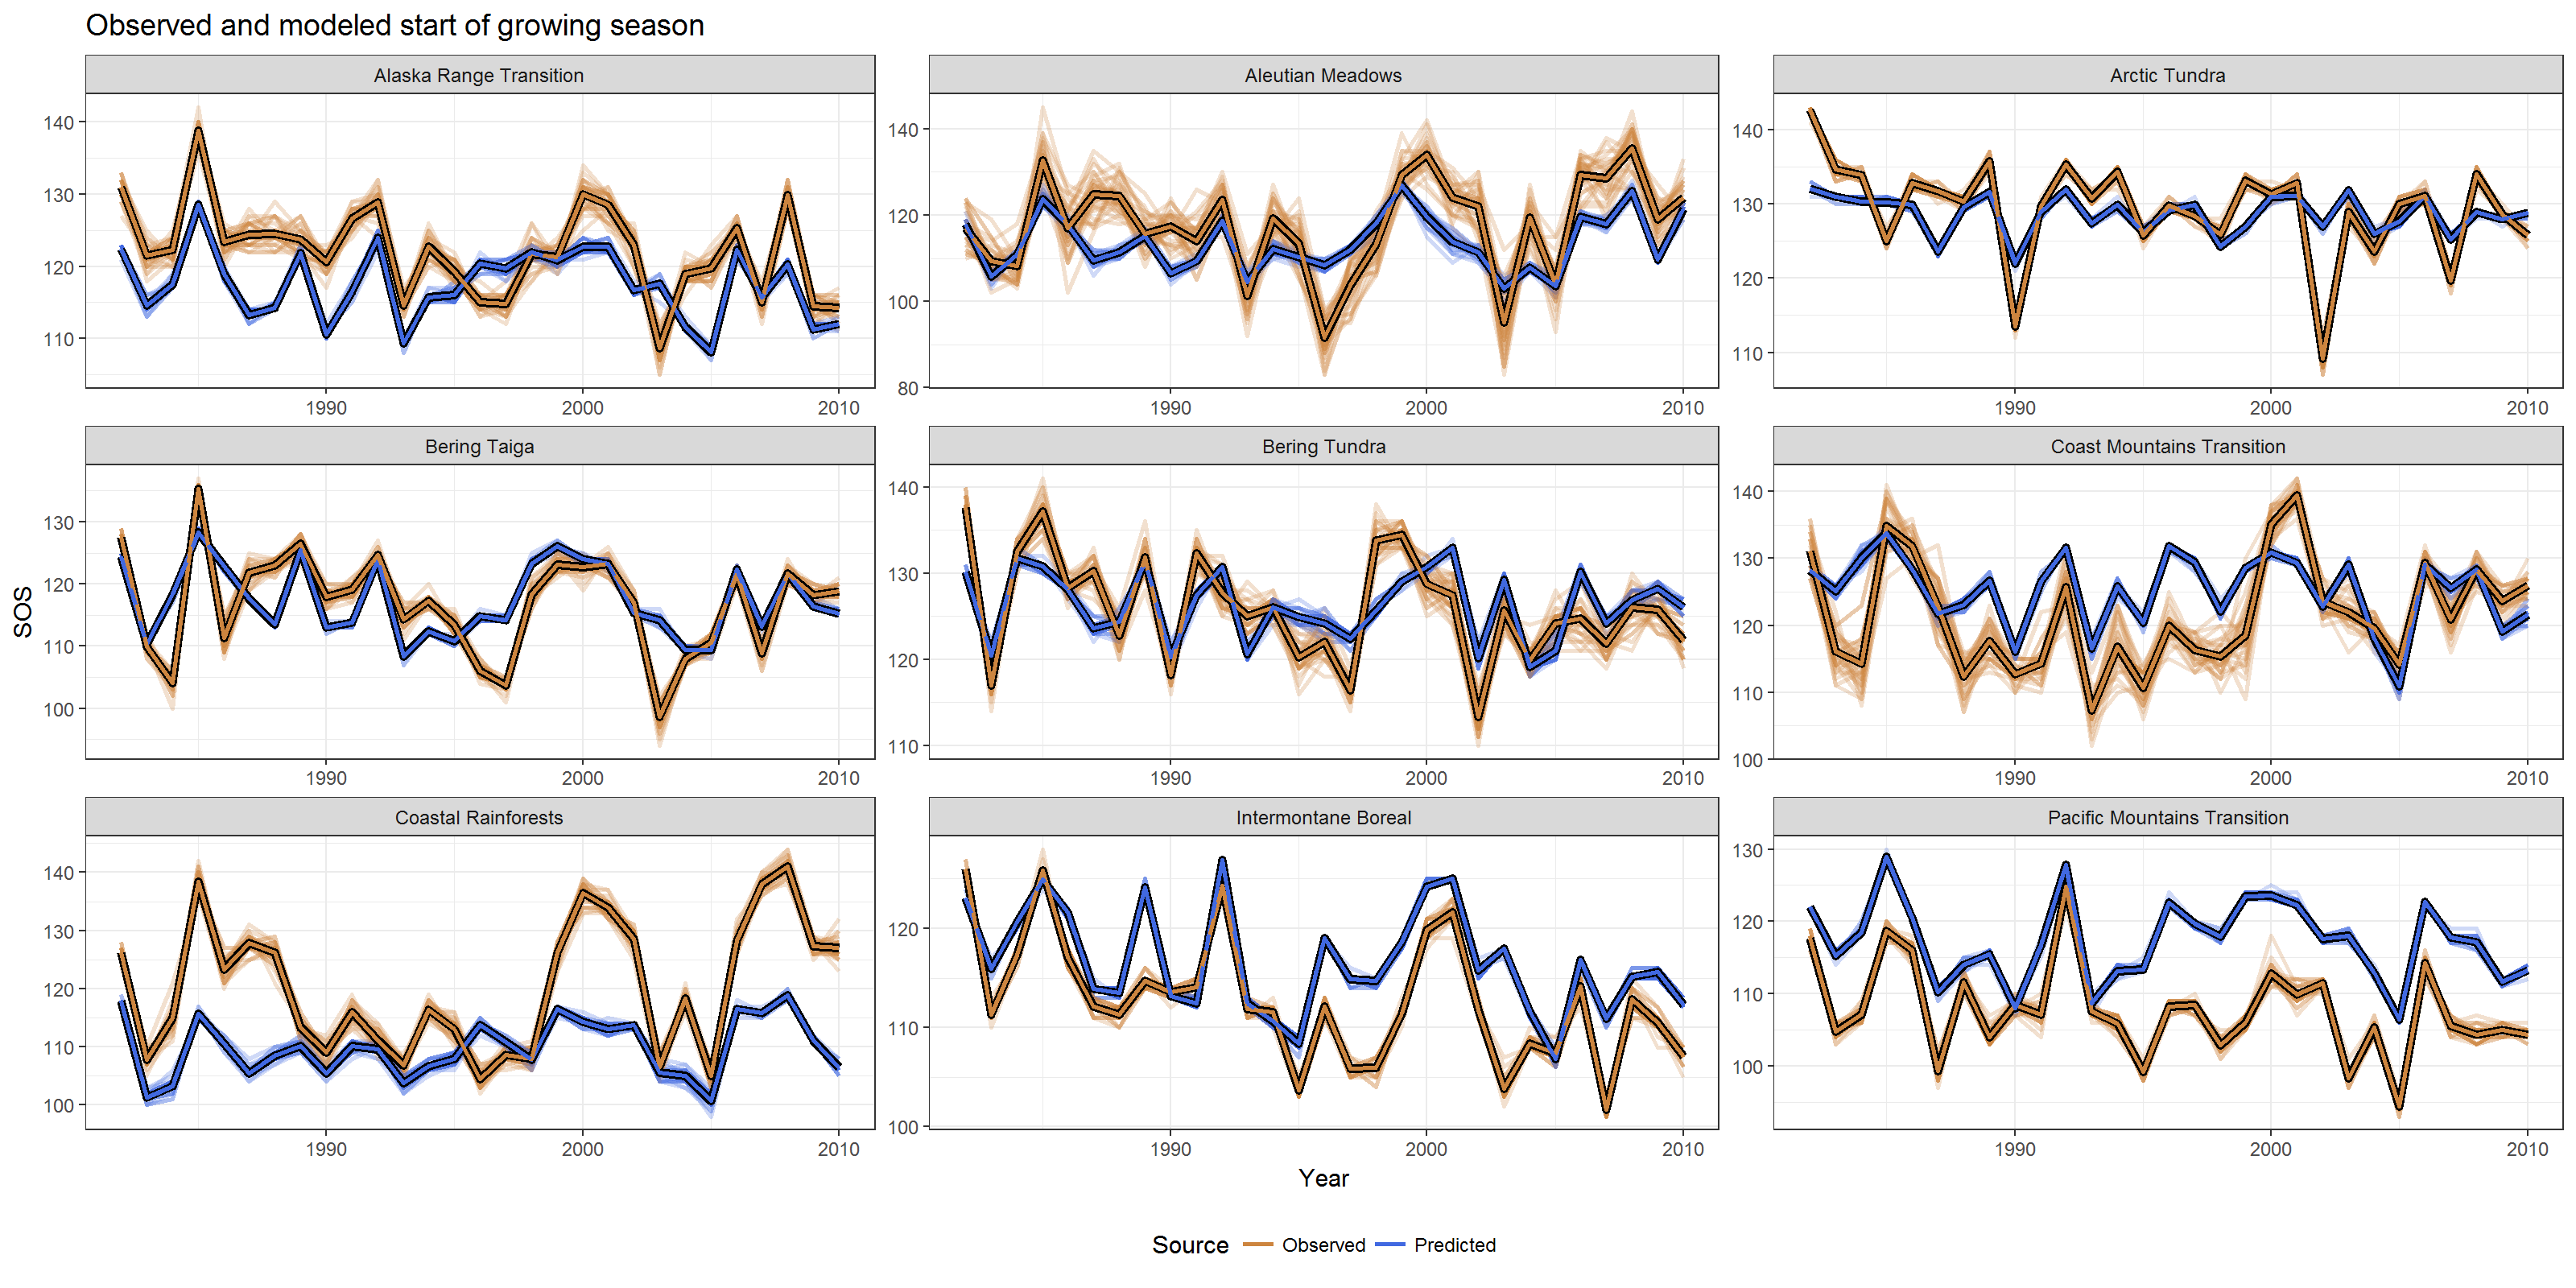 Observed and modeled start of growing season
Alaska Range Transition
Aleutian Meadows
Arctic Tundra
140
130
120
110
140
120
100
80
140
130
120
110
1990 2000 2010
1990 2000 2010
1990 2000 2010
Bering Taiga
Bering Tundra
Coast Mountains Transition
SOS
130
120
110
100
140
130
120
110
140
130
120
110
100
1990 2000 2010
1990 2000 2010
1990 2000 2010
Coastal Rainforests
Intermontane Boreal
Pacific Mountains Transition
140
130
120
110
100
120
110
100
130
120
110
100
1990 2000 2010
1990 2000 2010
1990 2000 2010
Year
Source Observed Predicted